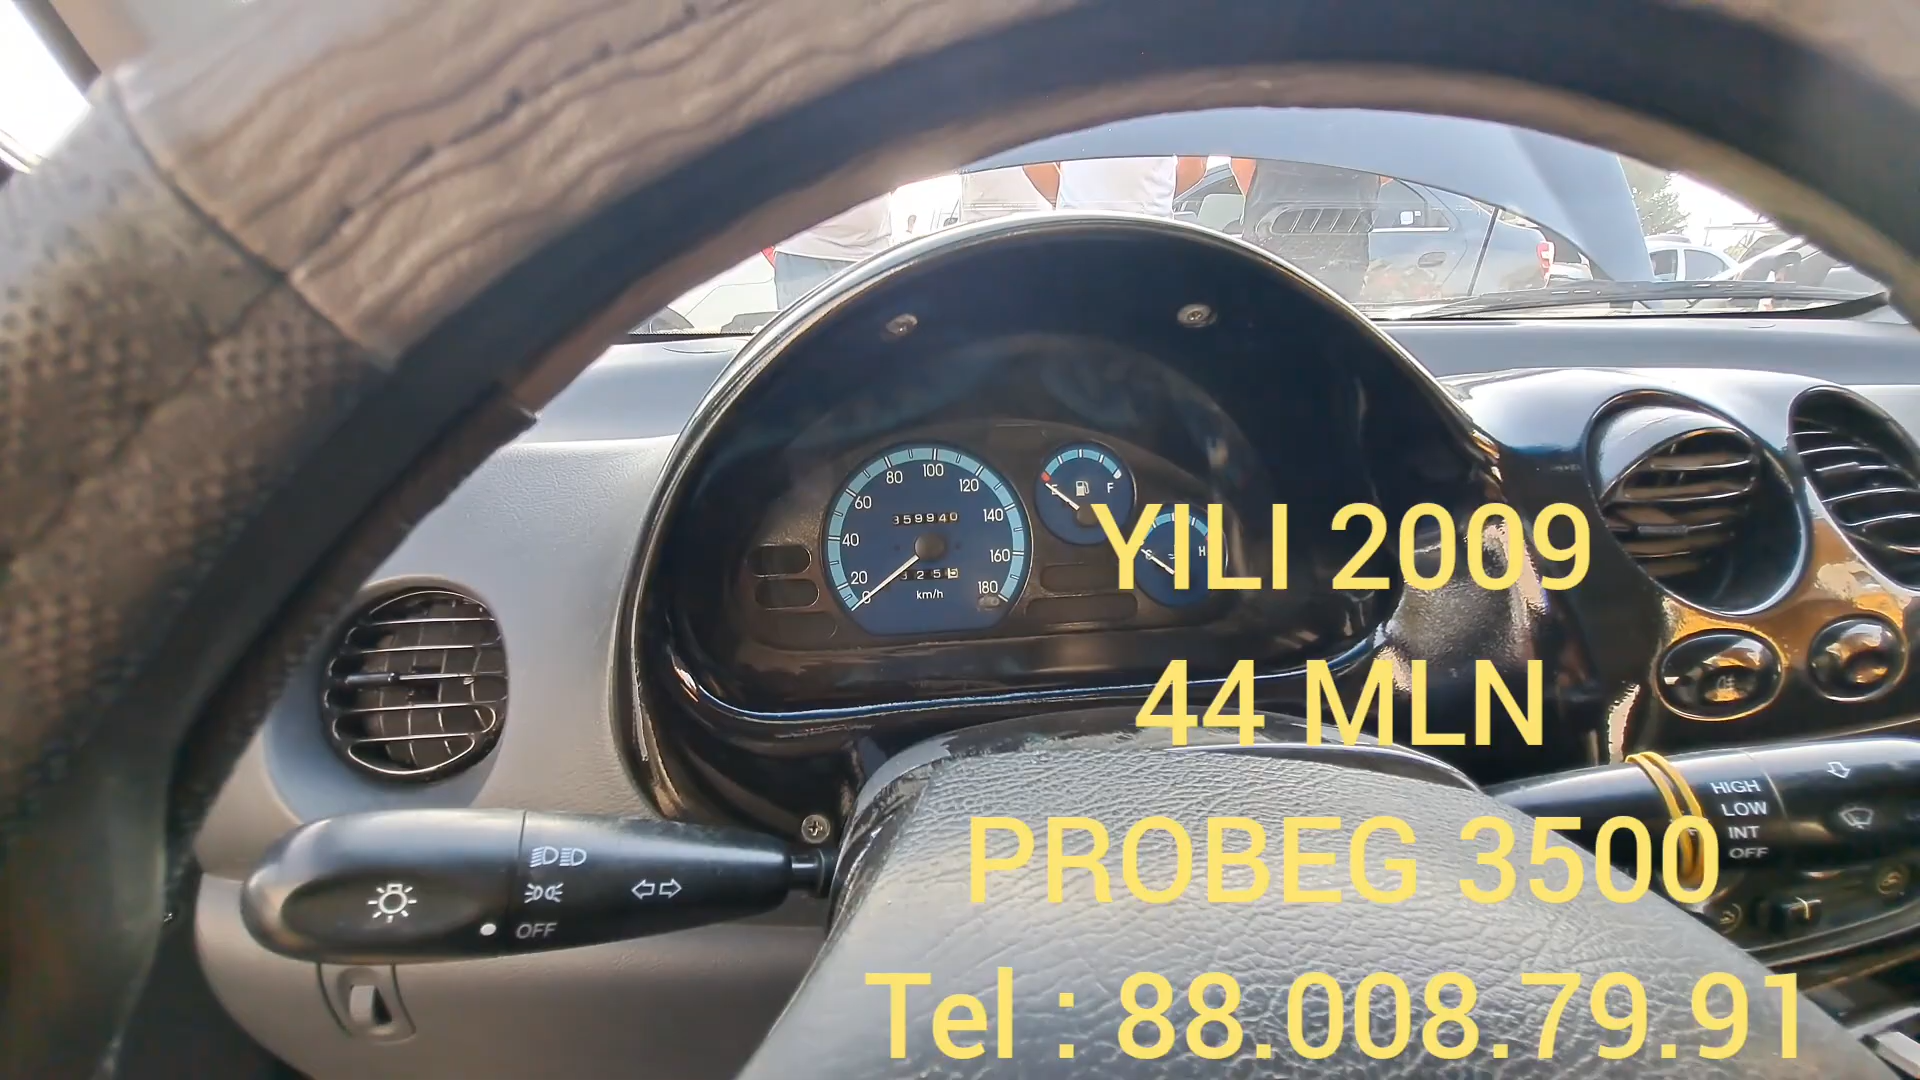 80 100
60 120
359940
40 140
20 160
0 180
km/h
E F
H
YILI 2009
44 MLN
PROBEG 3500
Tel : 88.008.79.91
HIGH
LOW
INT
OFF
OFF